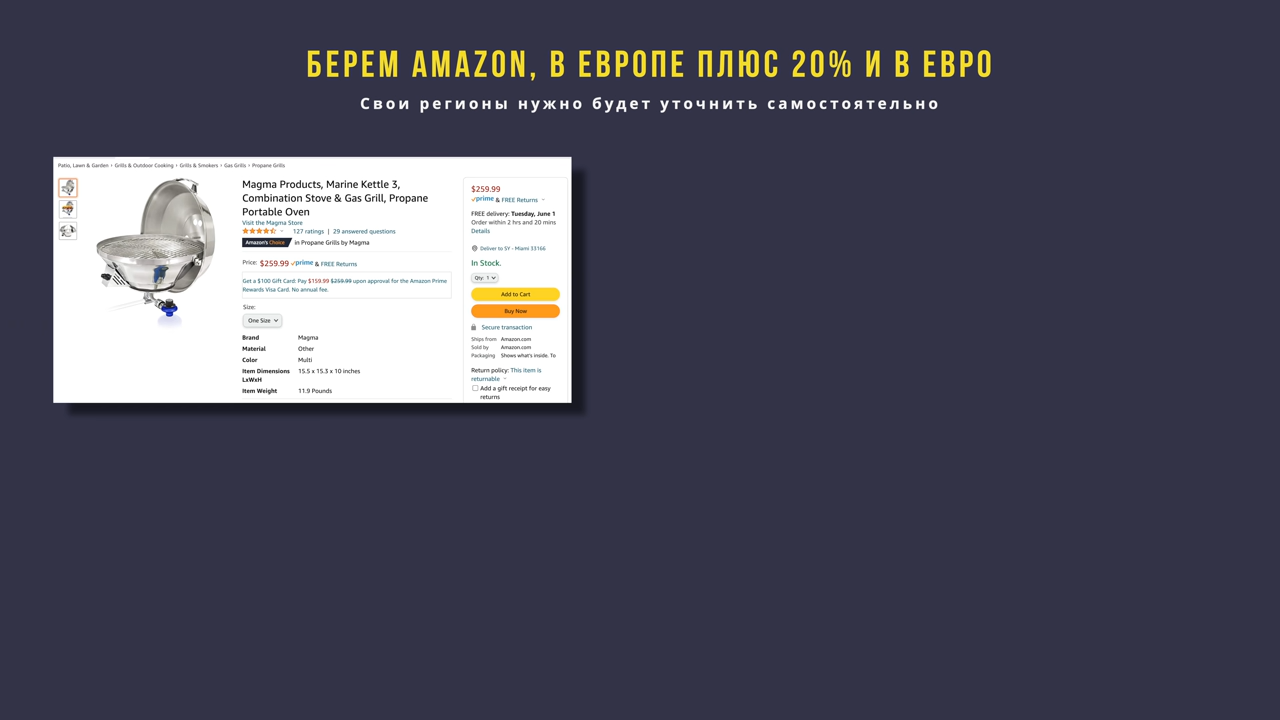 БЕРЕМ AMAZON, В ЕВРОПЕ ПЛЮС 20% И В ЕВРО
Свои регионы нужно будет уточнить самостоятельно
Patio, Lawn & Garden › Grills & Outdoor Cooking › Grills & Smokers › Gas Grills › Propane Grills
Magma Products, Marine Kettle 3,
Combination Stove & Gas Grill, Propane
Portable Oven
Visit the Magma Store
127 ratings | 29 answered questions
Amazon's Choice in Propane Grills by Magma
Price: $259.99 prime & FREE Returns
Get a $100 Gift Card: Pay $159.99 $259.99 upon approval for the Amazon Prime
Rewards Visa Card. No annual fee.
Size:
One Size
Brand Magma
Material Other
Color Multi
Item Dimensions 15.5 x 15.3 x 10 inches
LxWxH
Item Weight 11.9 Pounds
$259.99
prime & FREE Returns
FREE delivery: Tuesday, June 1
Order within 2 hrs and 20 mins
Details
Deliver to SY - Miami 33166
In Stock.
Qty: 1
Add to Cart
Buy Now
Secure transaction
Ships from Amazon.com
Sold by Amazon.com
Packaging Shows what's inside. To
Return policy: This item is
returnable
Add a gift receipt for easy
returns